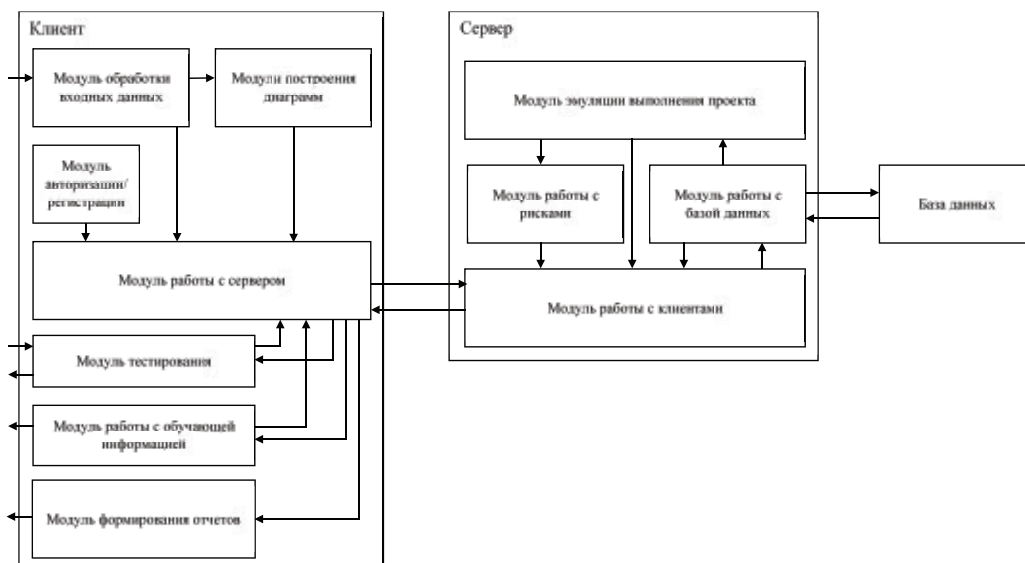 Клиент
Модуль обработки
входных данных
Модули построения
диаграмм
Модуль
авторизации/
регистрации
Модуль работы с сервером
Модуль тестирования
Модуль работы с обучающей
информацией
Модуль формирования отчетов
Сервер
Модуль эмуляции выполнения проекта
Модуль работы с
рисками
Модуль работы с
базой данных
Модуль работы с клиентами
База данных